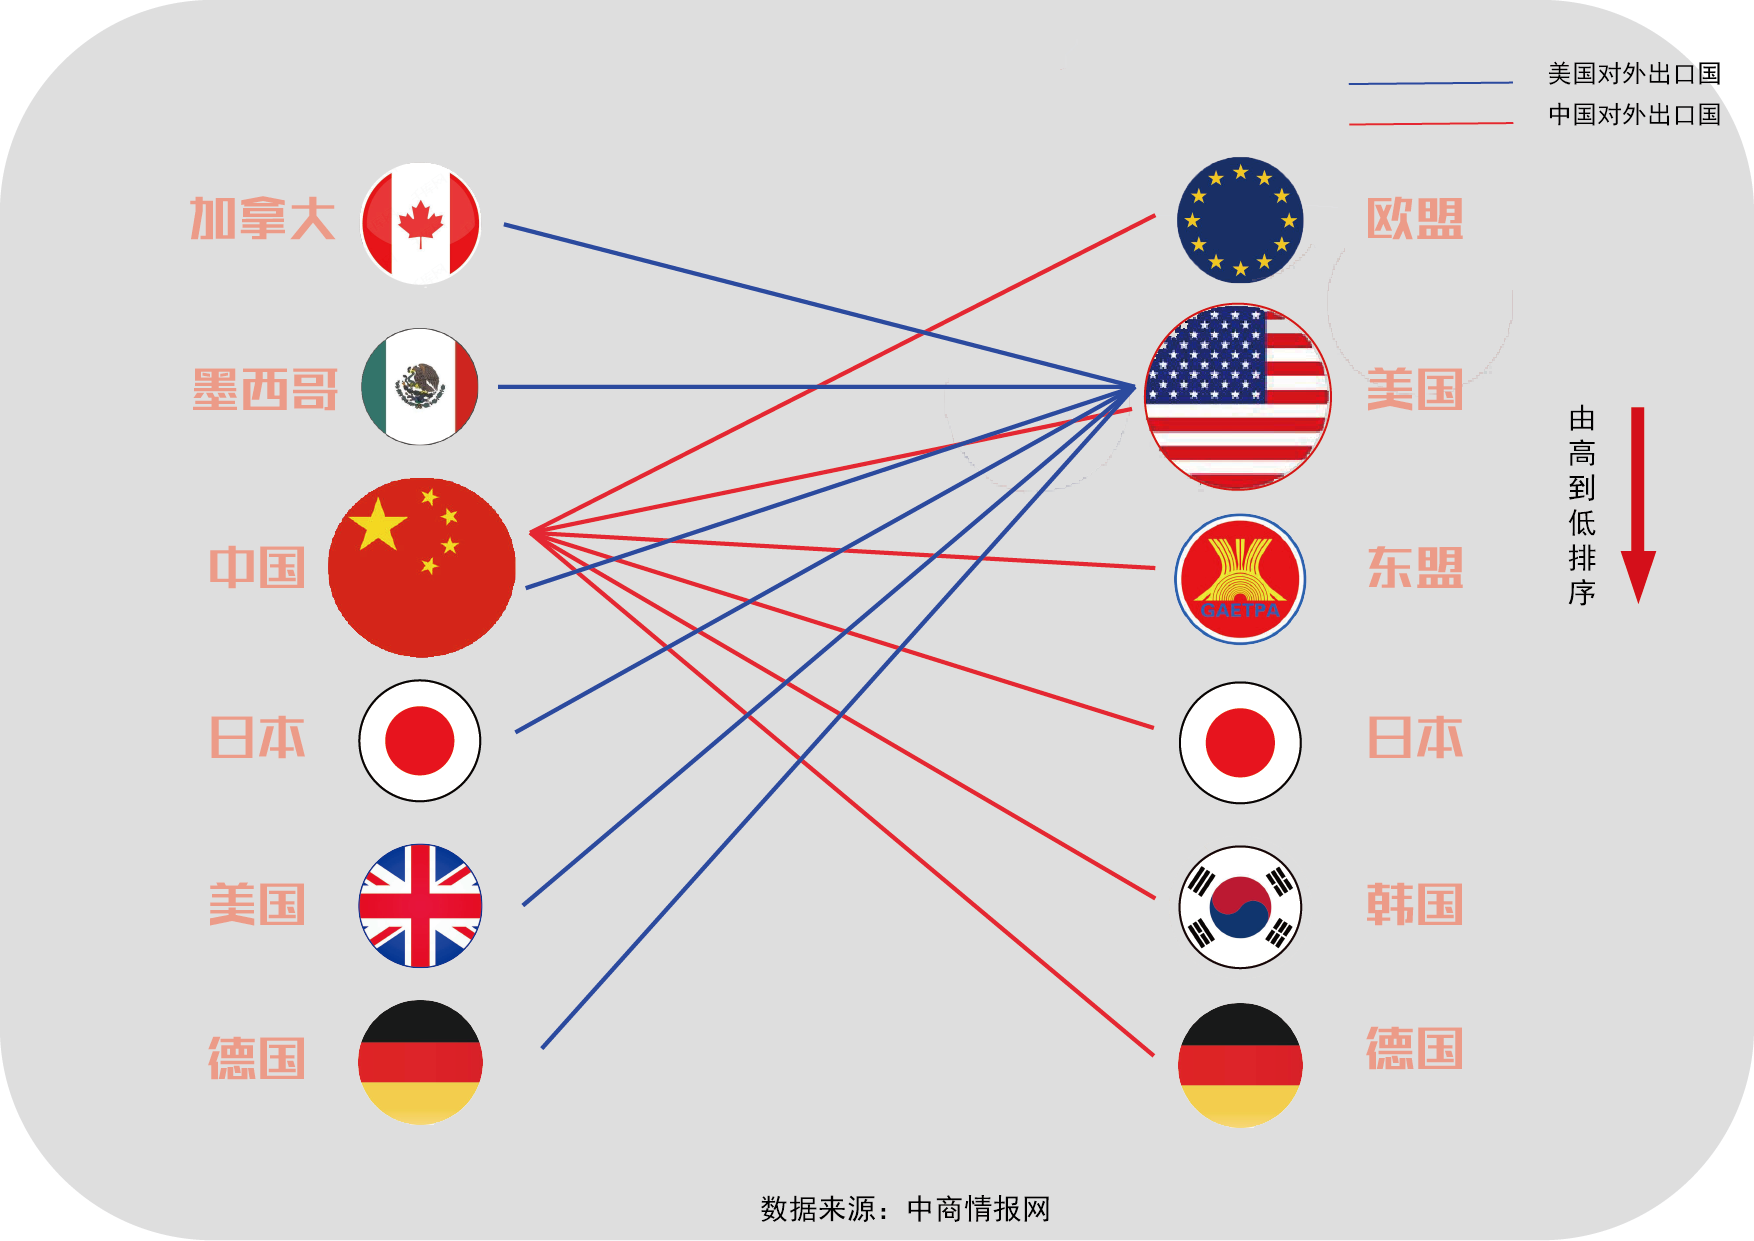 美国对外出口国
中国对外出口国
加拿大
欧盟
墨西哥
美国
由高到低排序
中国
东盟
GAETPA
日本
日本
美国
韩国
德国
德国
数据来源：中商情报网